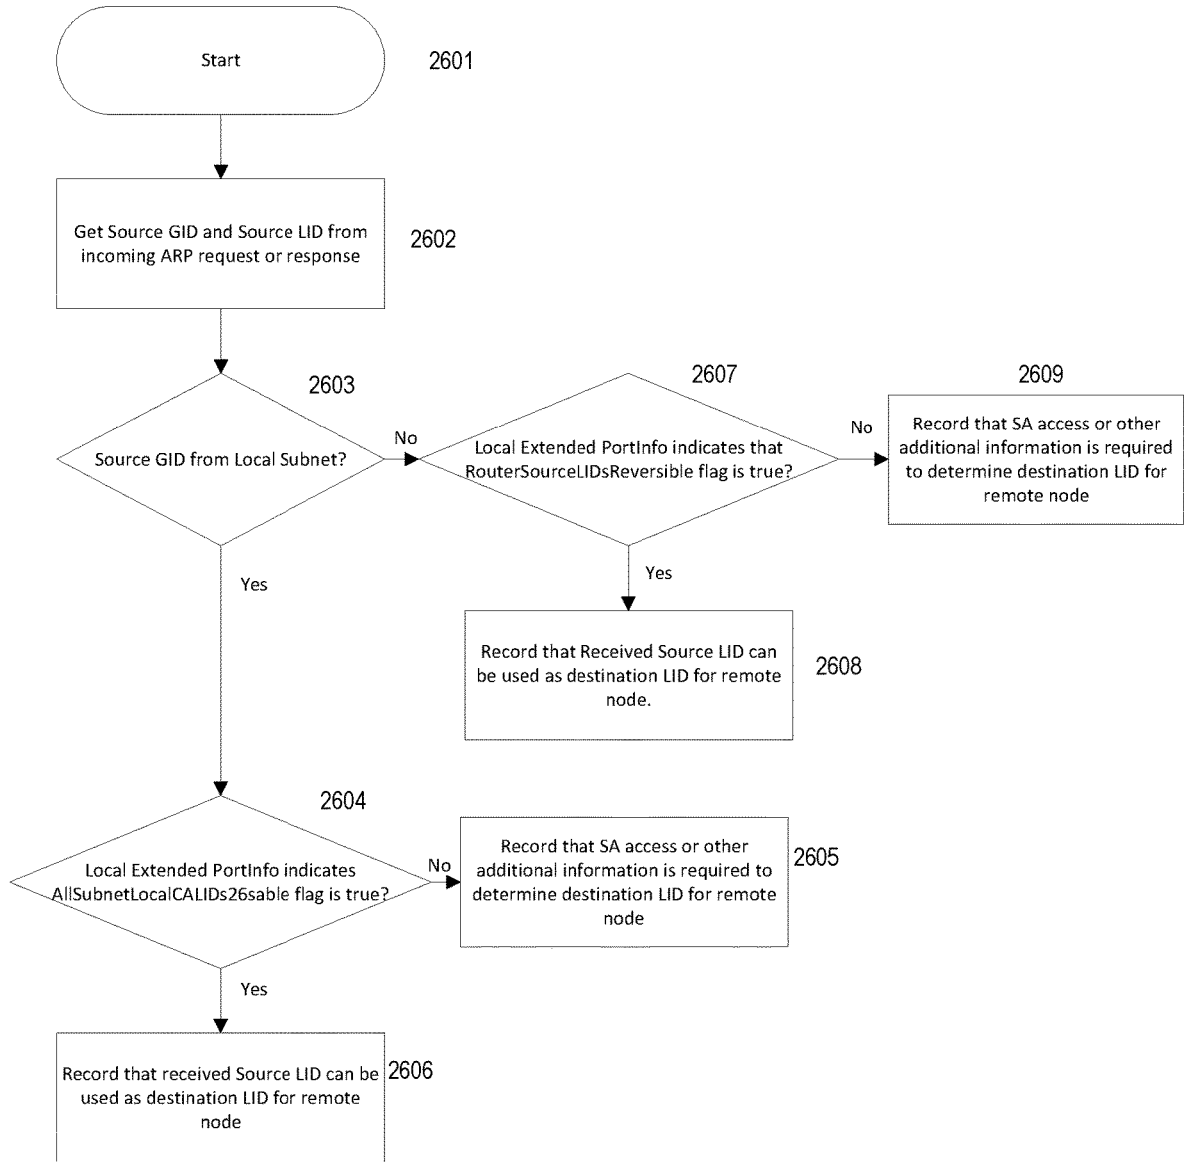 Start
2601
Get Source GID and Source LID from
incoming ARP request or response
2602
2603
Source GID from Local Subnet?
No
Yes
2607
Local Extended PortInfo indicates that
RouterSourceLIDsReversible flag is true?
No
Yes
2609
Record that SA access or other
additional information is required
to determine destination LID for
remote node
Record that Received Source LID can
be used as destination LID for remote
node.
2608
2604
Local Extended PortInfo indicates
AllSubnetLocalCALIDs26sable flag is true?
No
Yes
Record that SA access or other
additional information is required to
determine destination LID for remote
node
2605
Record that received Source LID can be
used as destination LID for remote
node
2606